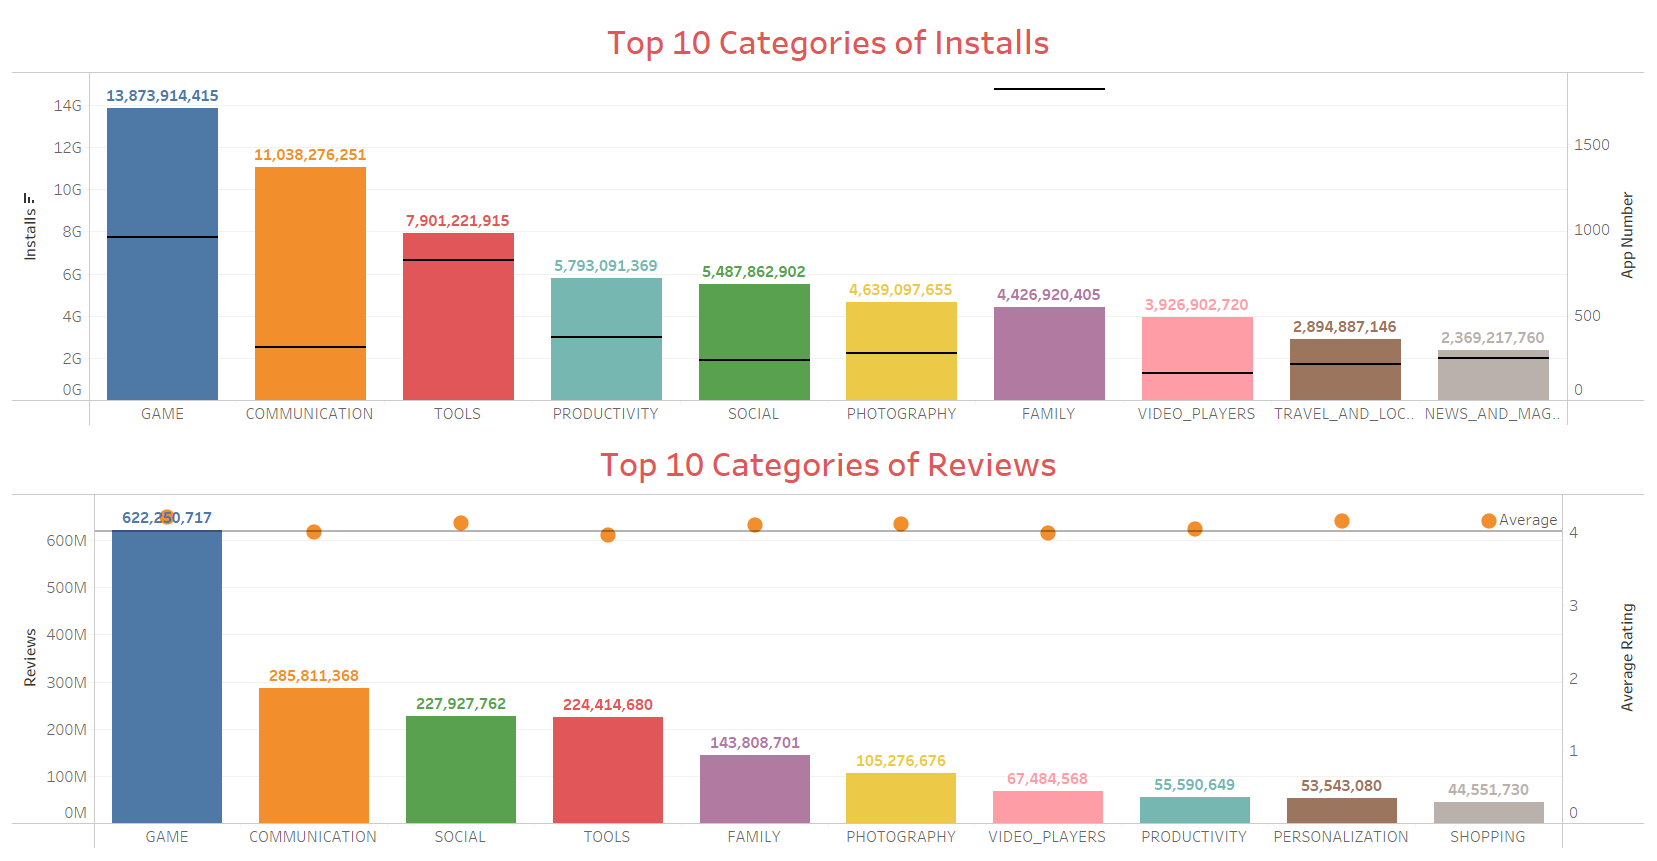 Top 10 Categories of Installs
13,873,914,415
11,038,276,251
7,901,221,915
5,793,091,369
5,487,862,902
4,639,097,655
4,426,920,405
3,926,902,720
2,894,887,146
2,369,217,760
14G
12G
10G
8G
6G
4G
2G
0G
Installs
1500
1000
500
0
App Number
GAME
COMMUNICATION
TOOLS
PRODUCTIVITY
SOCIAL
PHOTOGRAPHY
FAMILY
VIDEO_PLAYERS
TRAVEL_AND_LOC..
NEWS_AND_MAG..
Top 10 Categories of Reviews
622,250,717
285,811,368
227,927,762
224,414,680
143,808,701
105,276,676
67,484,568
55,590,649
53,543,080
44,551,730
Average
600M
500M
400M
300M
200M
100M
0M
Reviews
4
3
2
1
0
Average Rating
GAME
COMMUNICATION
SOCIAL
TOOLS
FAMILY
PHOTOGRAPHY
VIDEO_PLAYERS
PRODUCTIVITY
PERSONALIZATION
SHOPPING